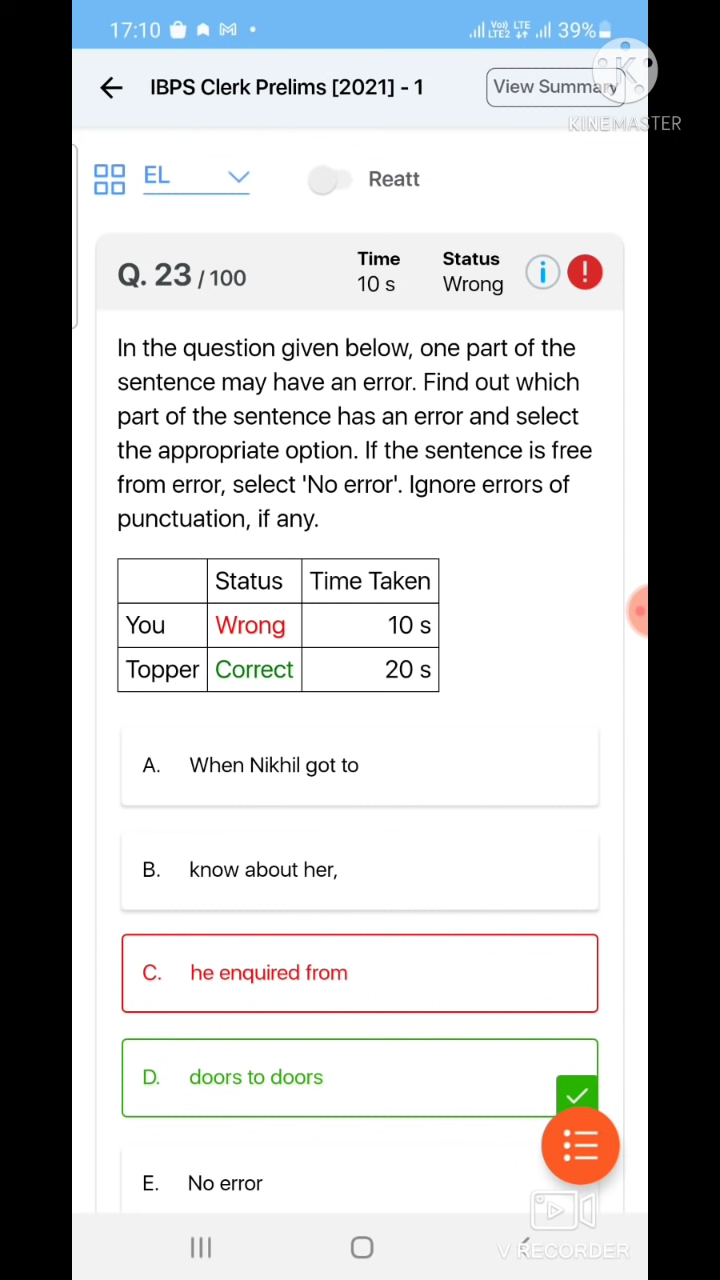 17:10 Vo)) LTE LTE2 39%
IBPS Clerk Prelims [2021] - 1 View Summary
K
KINEMASTER
EL Reatt
Time Status
Q. 23 / 100
10 s Wrong
In the question given below, one part of the
sentence may have an error. Find out which
part of the sentence has an error and select
the appropriate option. If the sentence is free
from error, select 'No error'. Ignore errors of
punctuation, if any.
Status Time Taken
You Wrong 10 s
Topper Correct 20 s
A. When Nikhil got to
B. know about her,
C. he enquired from
D. doors to doors
E. No error
V RECORDER